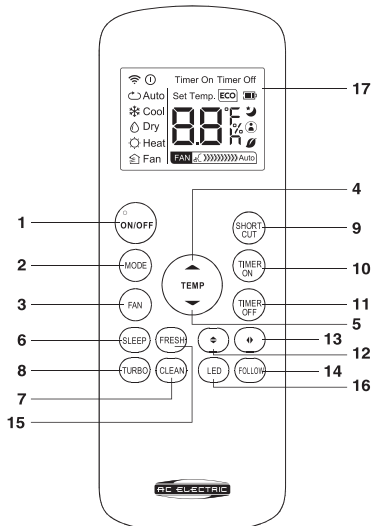 Timer On Timer Off
Auto
Set Temp. ECO
Cool
Dry
Heat
Fan
88 °F % h
FAN Auto
17
4
1
ON/OFF
SHORT CUT
9
2
MODE
TEMP
TIMER ON
10
3
FAN
TIMER OFF
11
5
6
SLEEP
FRESH
13
12
8
TURBO
CLEAN
LED
FOLLOW
14
7
16
15
AC ELECTRIC